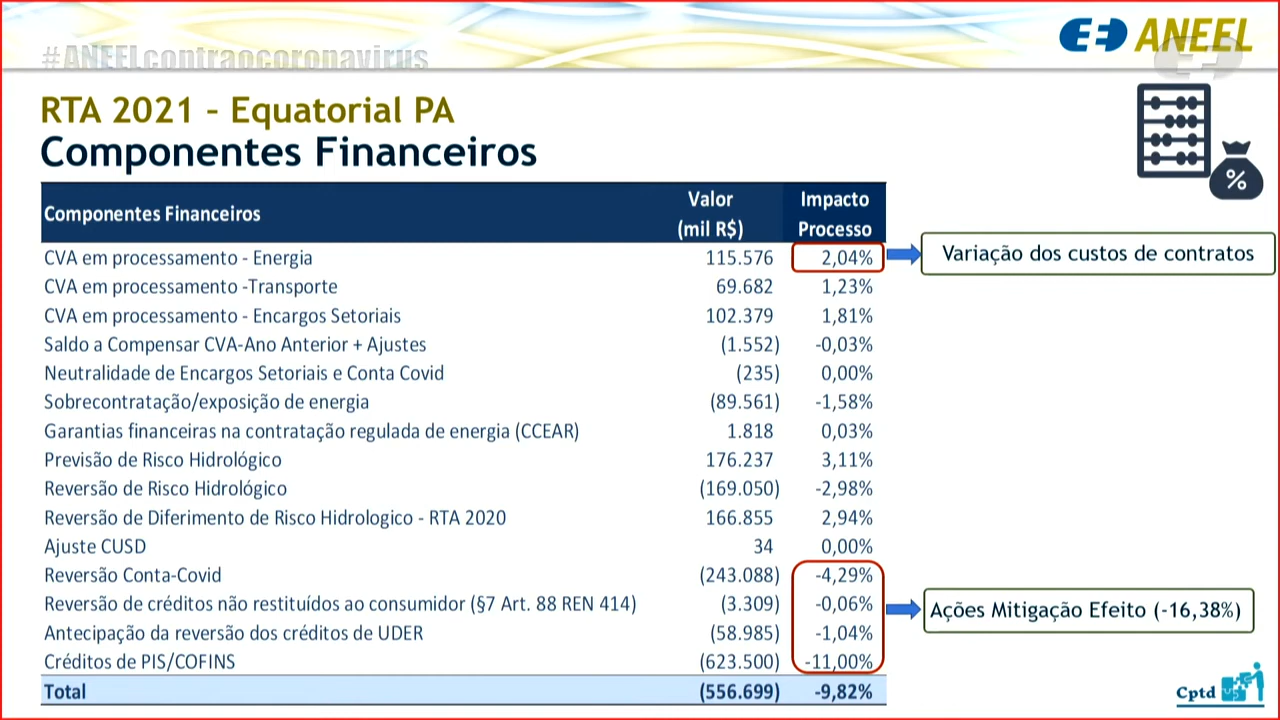 #ANEELcontraocoronavirus
ANEEL
RTA 2021 – Equatorial PA
Componentes Financeiros
Componentes Financeiros Valor (mil R$) Impacto Processo
CVA em processamento - Energia 115.576 2,04%
Variação dos custos de contratos
CVA em processamento -Transporte 69.682 1,23%
CVA em processamento - Encargos Setoriais 102.379 1,81%
Saldo a Compensar CVA-Ano Anterior + Ajustes (1.552) -0,03%
Neutralidade de Encargos Setoriais e Conta Covid (235) 0,00%
Sobrecontratação/exposição de energia (89.561) -1,58%
Garantias financeiras na contratação regulada de energia (CCEAR) 1.818 0,03%
Previsão de Risco Hidrológico 176.237 3,11%
Reversão de Risco Hidrológico (169.050) -2,98%
Reversão de Diferimento de Risco Hidrologico - RTA 2020 166.855 2,94%
Ajuste CUSD 34 0,00%
Reversão Conta-Covid (243.088) -4,29%
Reversão de créditos não restituídos ao consumidor (§7 Art. 88 REN 414) (3.309) -0,06%
Ações Mitigação Efeito (-16,38%)
Antecipação da reversão dos créditos de UDER (58.985) -1,04%
Créditos de PIS/COFINS (623.500) -11,00%
Total (556.699) -9,82%
%
Cptd